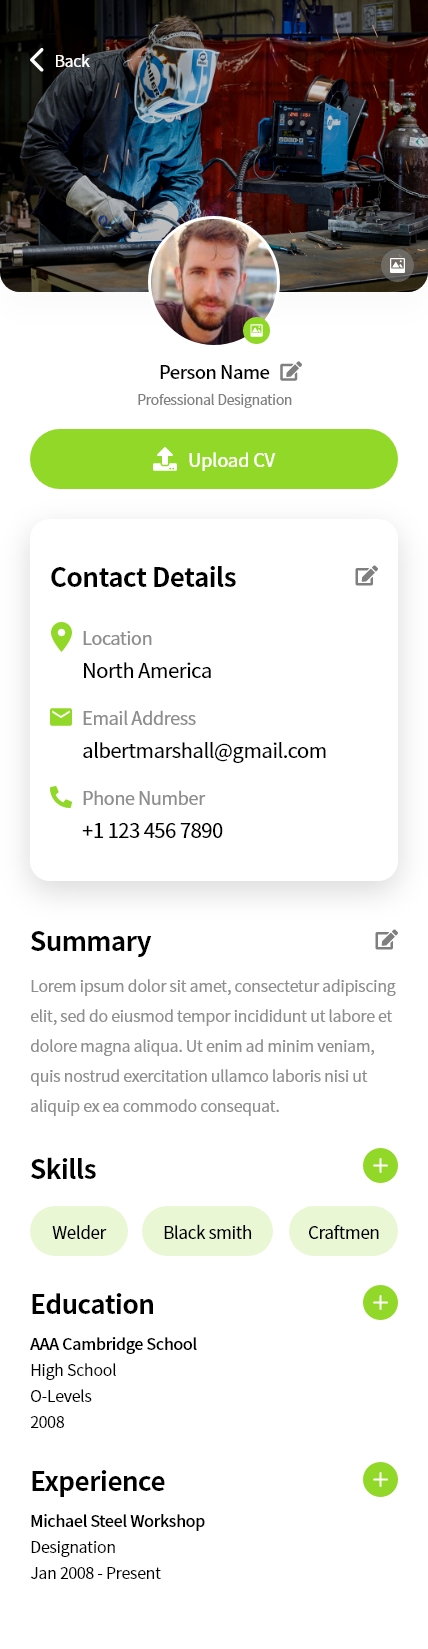 Back
Person Name
Professional Designation
Upload CV
Contact Details
Location
North America
Email Address
albertmarshall@gmail.com
Phone Number
+1 123 456 7890
Summary
Lorem ipsum dolor sit amet, consectetur adipiscing
elit, sed do eiusmod tempor incididunt ut labore et
dolore magna aliqua. Ut enim ad minim veniam,
quis nostrud exercitation ullamco laboris nisi ut
aliquip ex ea commodo consequat.
Skills
Welder Black smith Craftmen
Education
AAA Cambridge School
High School
O-Levels
2008
Experience
Michael Steel Workshop
Designation
Jan 2008 - Present